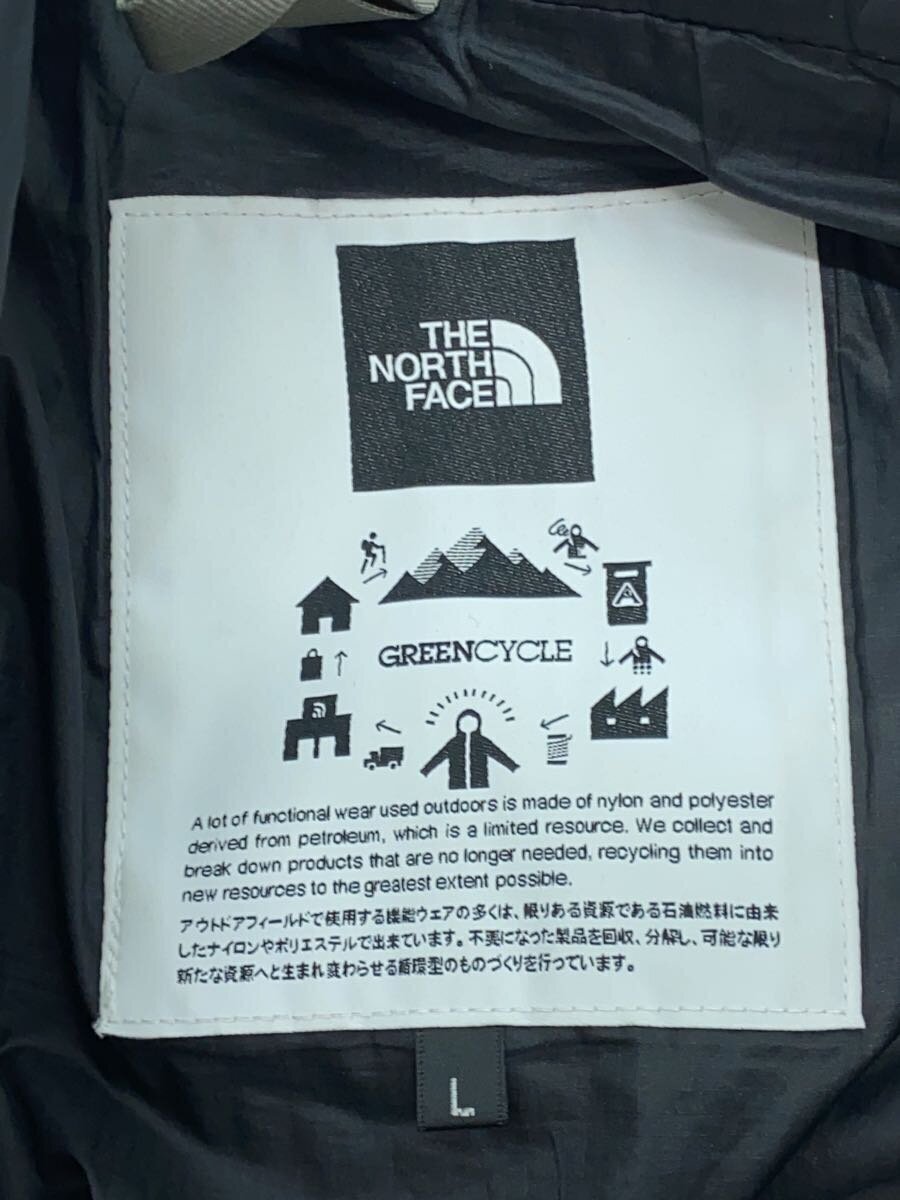 THE
NORTH
FACE
GREENCYCLE
A lot of functional wear used outdoors is made of nylon and polyester
derived from petroleum, which is a limited resource. We collect and
break down products that are no longer needed, recycling them into
new resources to the greatest extent possible.
アウトドアフィールドで使用する機能ウェアの多くは、限りある資源である石油燃料に由来
したナイロンやポリエステルで出来ています。不要になった製品を回収、分解し、可能な限り
新たな資源へと生まれ変わらせる循環型のものづくりを行っています。
L